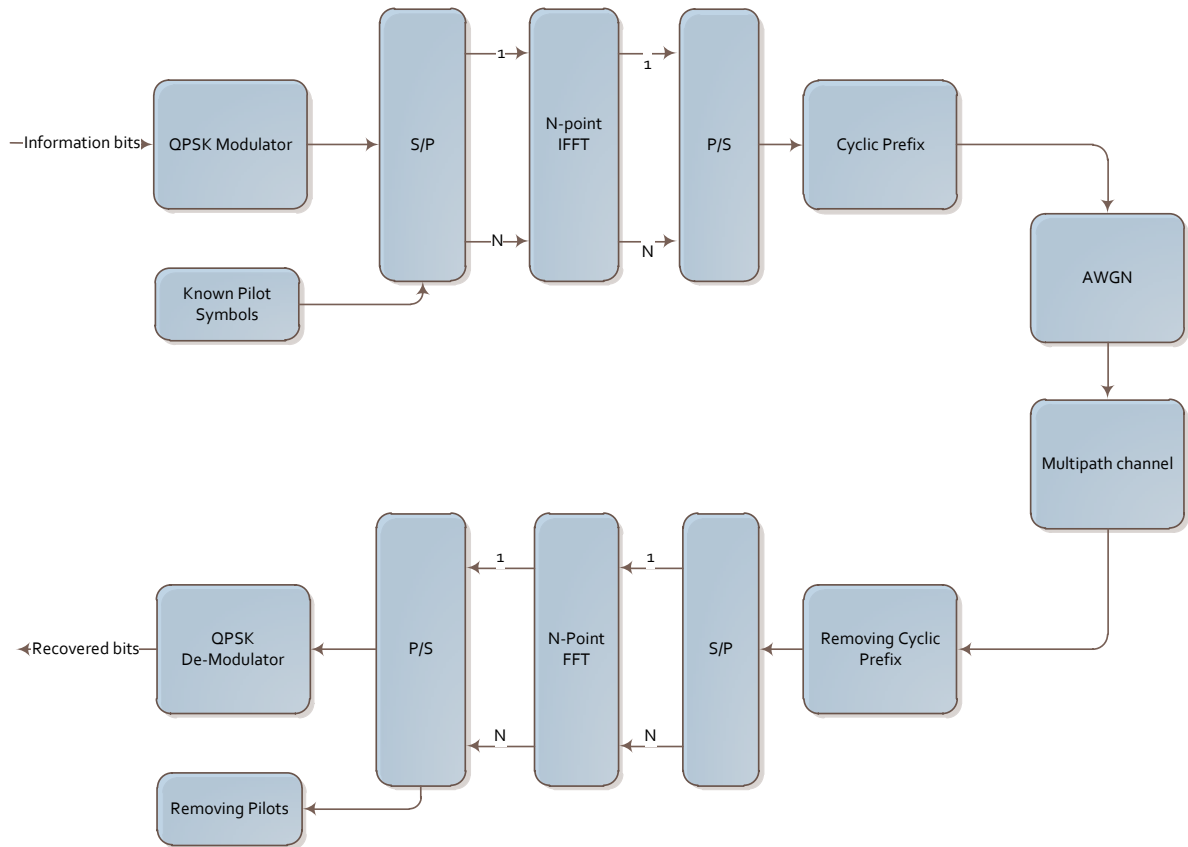 Information bits
QPSK Modulator
S/P
1
N
N-point
IFFT
1
N
P/S
Cyclic Prefix
Known Pilot
Symbols
AWGN
Multipath channel
Removing Cyclic
Prefix
S/P
1
N
N-Point
FFT
1
N
P/S
QPSK
De-Modulator
Recovered bits
Removing Pilots